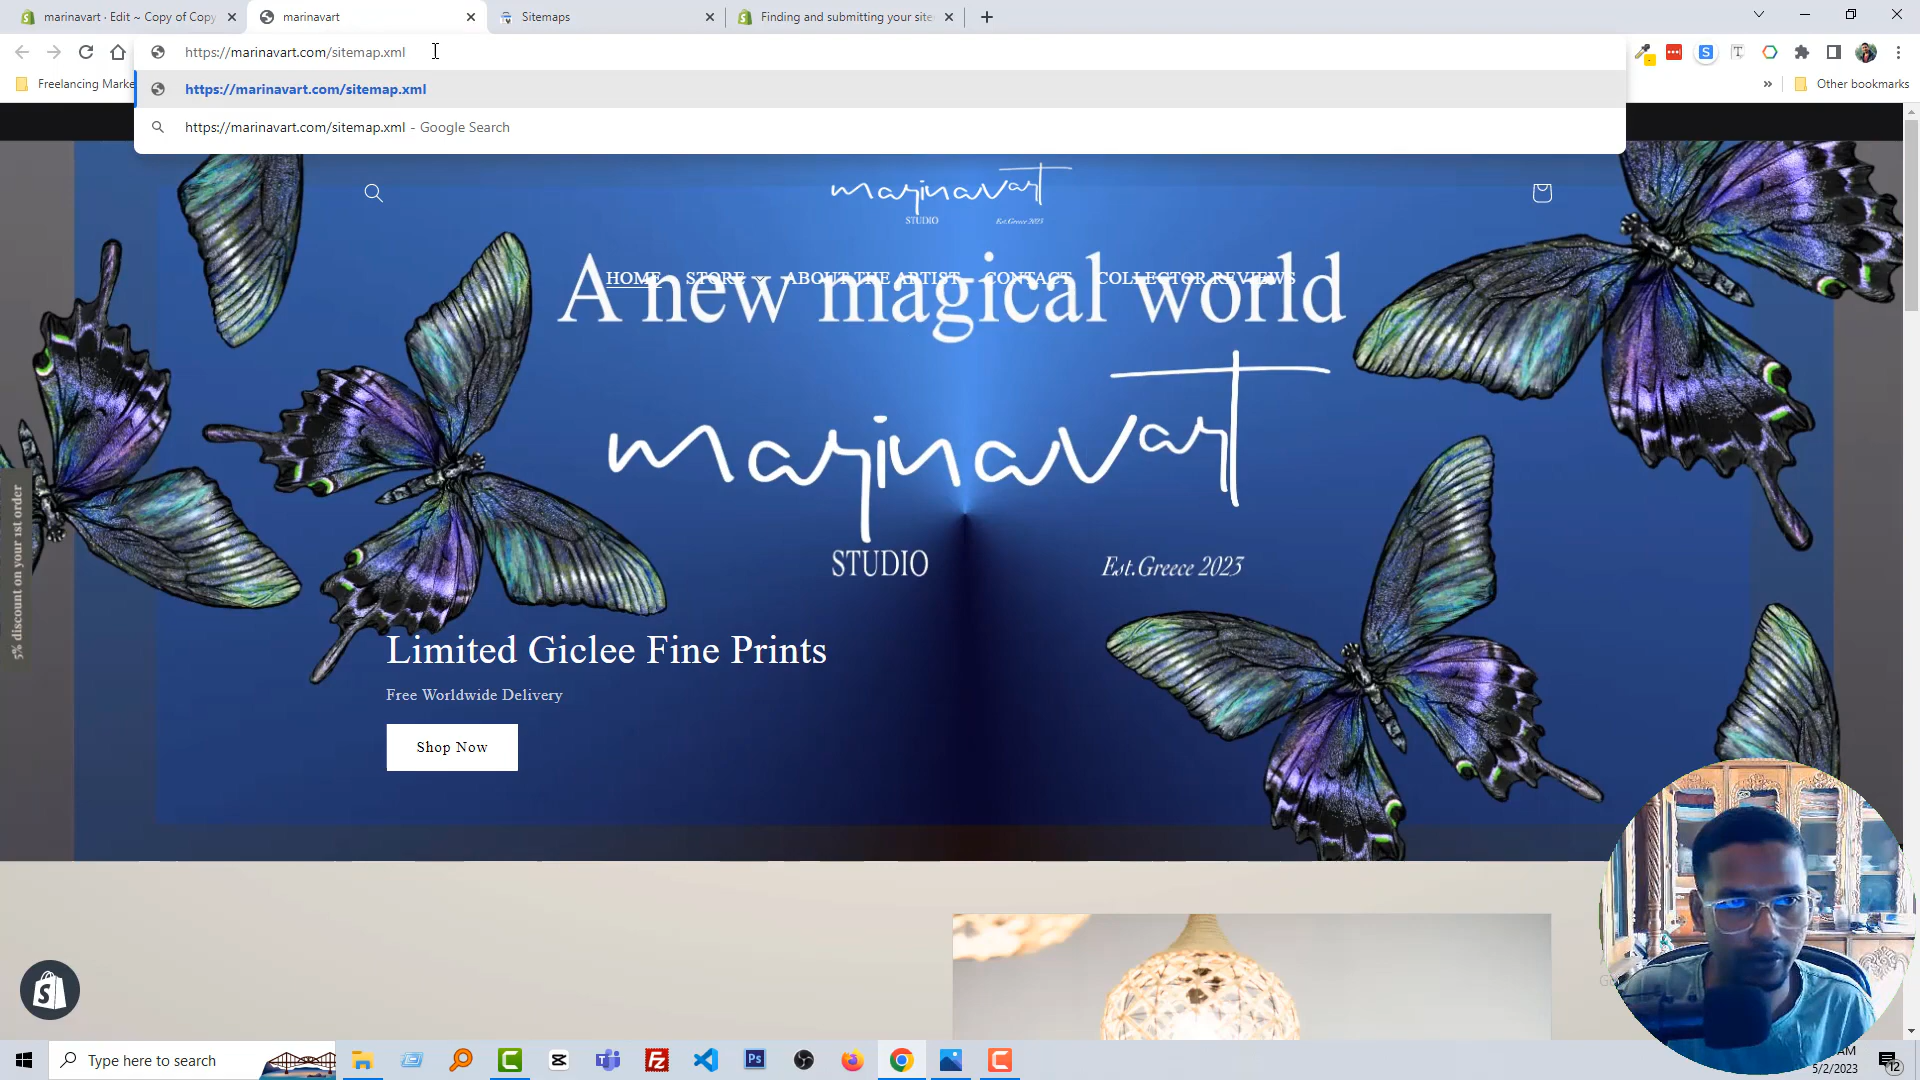 marinavart · Edit ~ Copy of Copy
marinavart
Sitemaps
Finding and submitting your site
https://marinavart.com/sitemap.xml
https://marinavart.com/sitemap.xml
https://marinavart.com/sitemap.xml - Google Search
Freelancing Marke
»
Other bookmarks
marinavart
STUDIO Est.Greece 2023
HOME STORE ABOUT THE ARTIST CONTACT COLLECTOR REVIEWS
A new magical world
marinavart
STUDIO Est.Greece 2023
5% discount on your 1st order
Limited Giclee Fine Prints
Free Worldwide Delivery
Shop Now
Type here to search
AM
5/2/2023
12